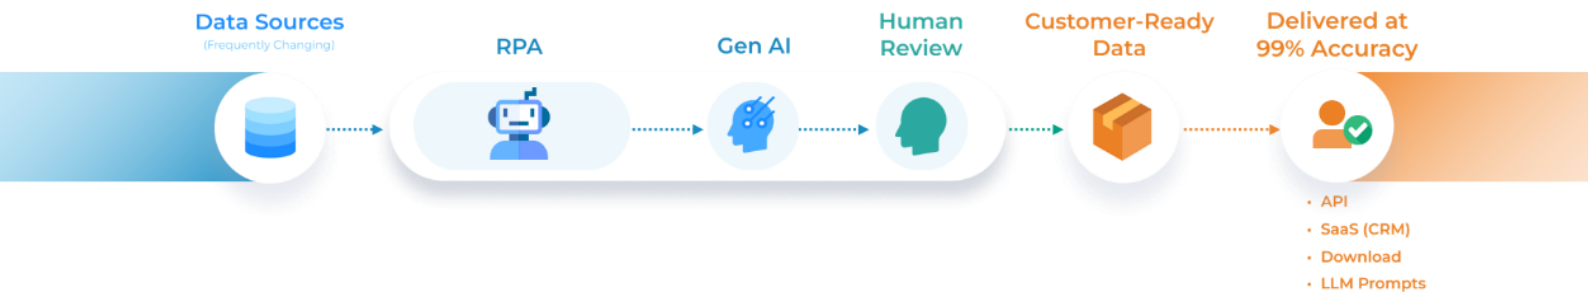 Data Sources
(Frequently Changing)
RPA
Gen AI
Human
Review
Customer-Ready
Data
Delivered at
99% Accuracy
• API
• SaaS (CRM)
• Download
• LLM Prompts